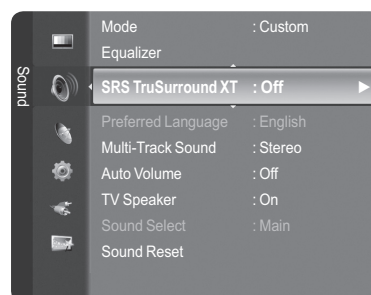 Sound
Mode : Custom
Equalizer
SRS TruSurround XT : Off
Preferred Language : English
Multi-Track Sound : Stereo
Auto Volume : Off
TV Speaker : On
Sound Select : Main
Sound Reset